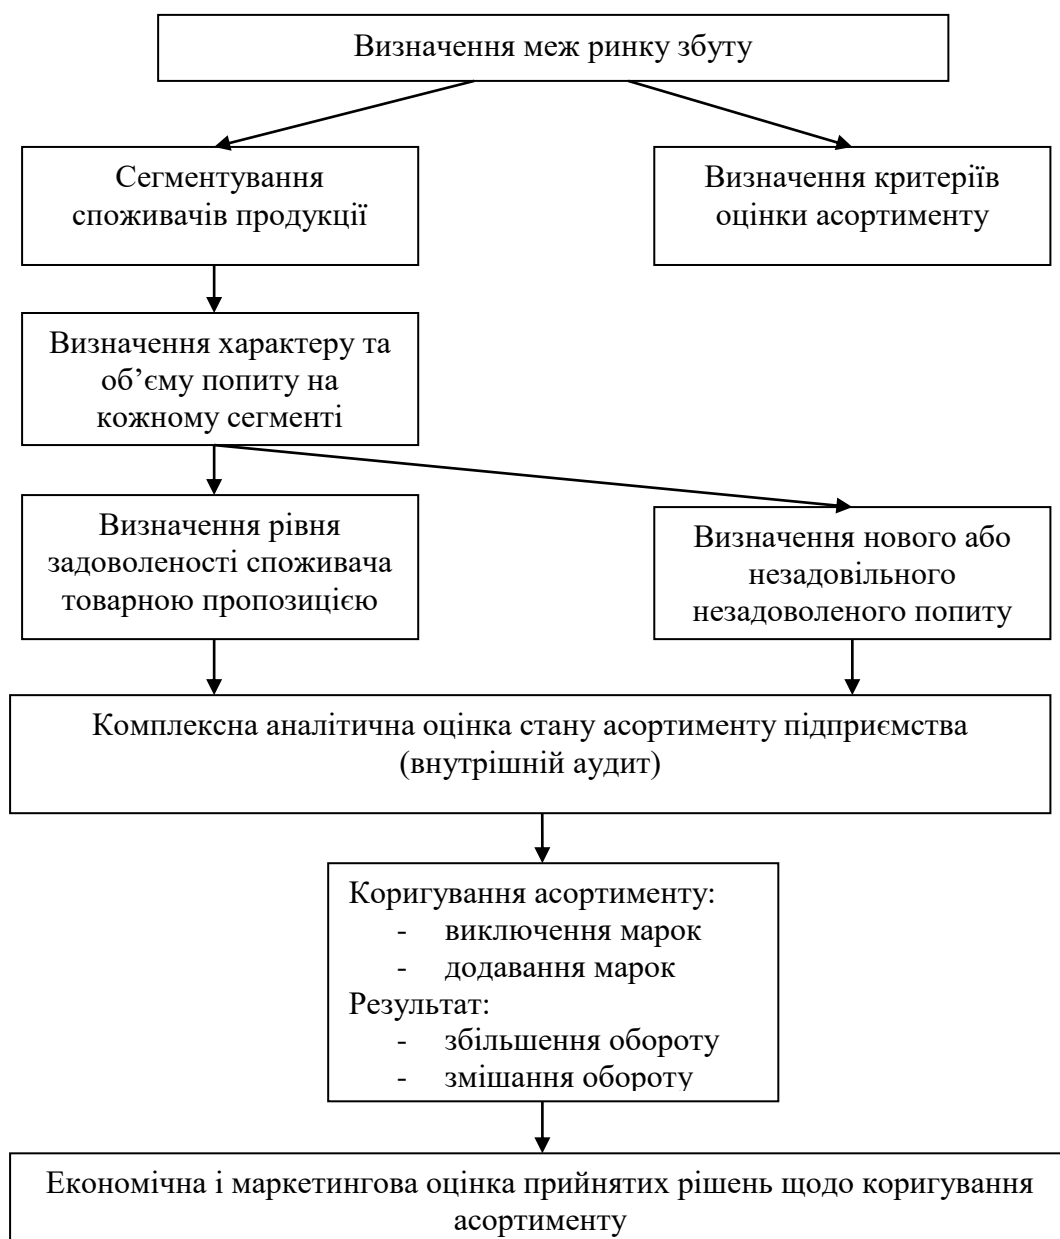 Визначення меж ринку збуту
Сегментування
споживачів продукції
Визначення критеріїв
оцінки асортименту
Визначення характеру та
об’єму попиту на
кожному сегменті
Визначення рівня
задоволеності споживача
товарною пропозицією
Визначення нового або
незадовільного
незадоволеного попиту
Комплексна аналітична оцінка стану асортименту підприємства
(внутрішній аудит)
Коригування асортименту:
- виключення марок
- додавання марок
Результат:
- збільшення обороту
- змішання обороту
Економічна і маркетингова оцінка прийнятих рішень щодо коригування
асортименту